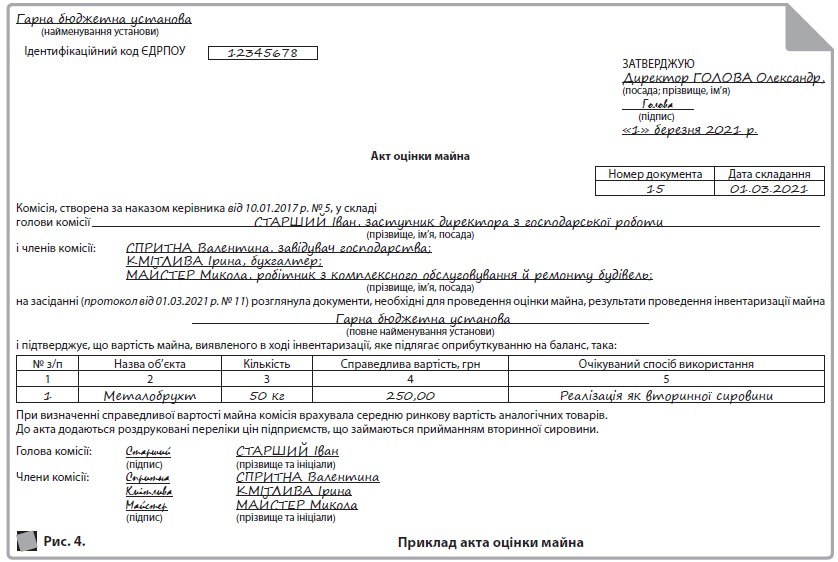 Гарна бюджетна установа
(найменування установи)
Ідентифікаційний код ЄДРПОУ 12345678
ЗАТВЕРДЖУЮ
Директор ГОЛОВА Олександр.
(посада; прізвище, ім’я)
Голова
(підпис)
«1» березня 2021 р.
Акт оцінки майна
Номер документа Дата складання
15 01.03.2021
Комісія, створена за наказом керівника від 10.01.2017 р. № 5, у складі
голови комісії СТАРШИЙ Іван, заступник директора з господарської роботи
(прізвище, ім’я, посада)
і членів комісії: СПРИТНА Валентина, завідувач господарства;
КМІТЛИВА Ірина, бухгалтер;
МАЙСТЕР Микола, робітник з комплексного обслуговування й ремонту будівель;
(прізвище, ім’я, посада)
на засіданні (протокол від 01.03.2021 р. № 11) розглянула документи, необхідні для проведення оцінки майна, результати проведення інвентаризації майна
Гарна бюджетна установа
(повне найменування установи)
і підтверджує, що вартість майна, виявленого в ході інвентаризації, яке підлягає оприбуткуванню на баланс, така:
№ з/п Назва об’єкта Кількість Справедлива вартість, грн Очікуваний спосіб використання
1 2 3 4 5
1 Металобрухт 50 кг 250,00 Реалізація як вторинної сировини
При визначенні справедливої вартості майна комісія врахувала середню ринкову вартість аналогічних товарів.
До акта додаються роздруковані переліки цін підприємств, що займаються прийманням вторинної сировини.
Голова комісії: Старший СТАРШИЙ Іван
(підпис) (прізвище та ініціали)
Члени комісії: Спритна СПРИТНА Валентина
Кмітлива КМІТЛИВА Ірина
Майстер МАЙСТЕР Микола
(підпис) (прізвище та ініціали)
Рис. 4. Приклад акта оцінки майна